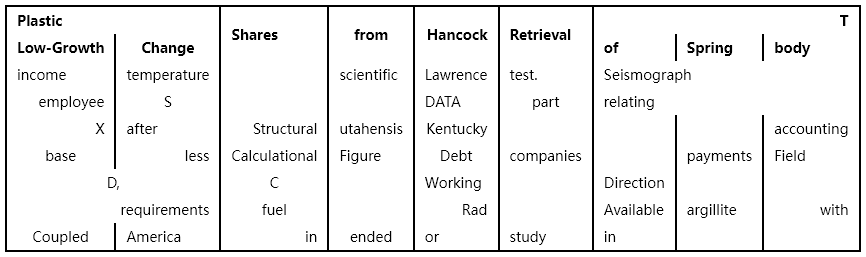 Plastic T
Shares from Hancock Retrieval
Low-Growth Change of Spring body
income temperature scientific Lawrence test. Seismograph
employee S DATA part relating
X after Structural utahensis Kentucky accounting
base less Calculational Figure Debt companies payments Field
D, C Working Direction
requirements fuel Rad Available argillite with
Coupled America in ended or study in